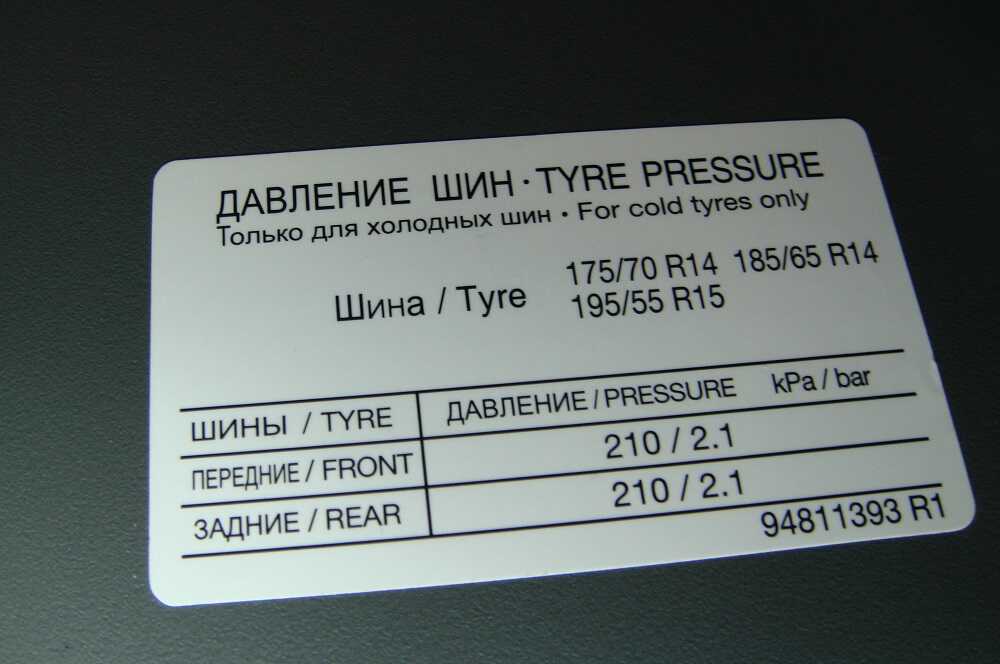 ДАВЛЕНИЕ ШИН · TYRE PRESSURE
Только для холодных шин · For cold tyres only
Шина / Tyre
175/70 R14 185/65 R14
195/55 R15
ШИНЫ / TYRE ДАВЛЕНИЕ / PRESSURE kPa / bar
ПЕРЕДНИЕ / FRONT 210 / 2.1
ЗАДНИЕ / REAR 210 / 2.1
94811393 R1